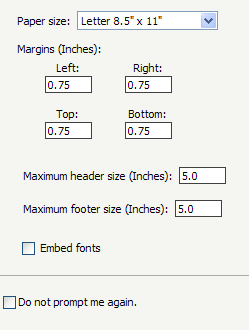 Paper size: Letter 8.5" x 11"
Margins (Inches):
Left: Right:
0.75 0.75
Top: Bottom:
0.75 0.75
Maximum header size (Inches): 5.0
Maximum footer size (Inches): 5.0
Embed fonts
Do not prompt me again.